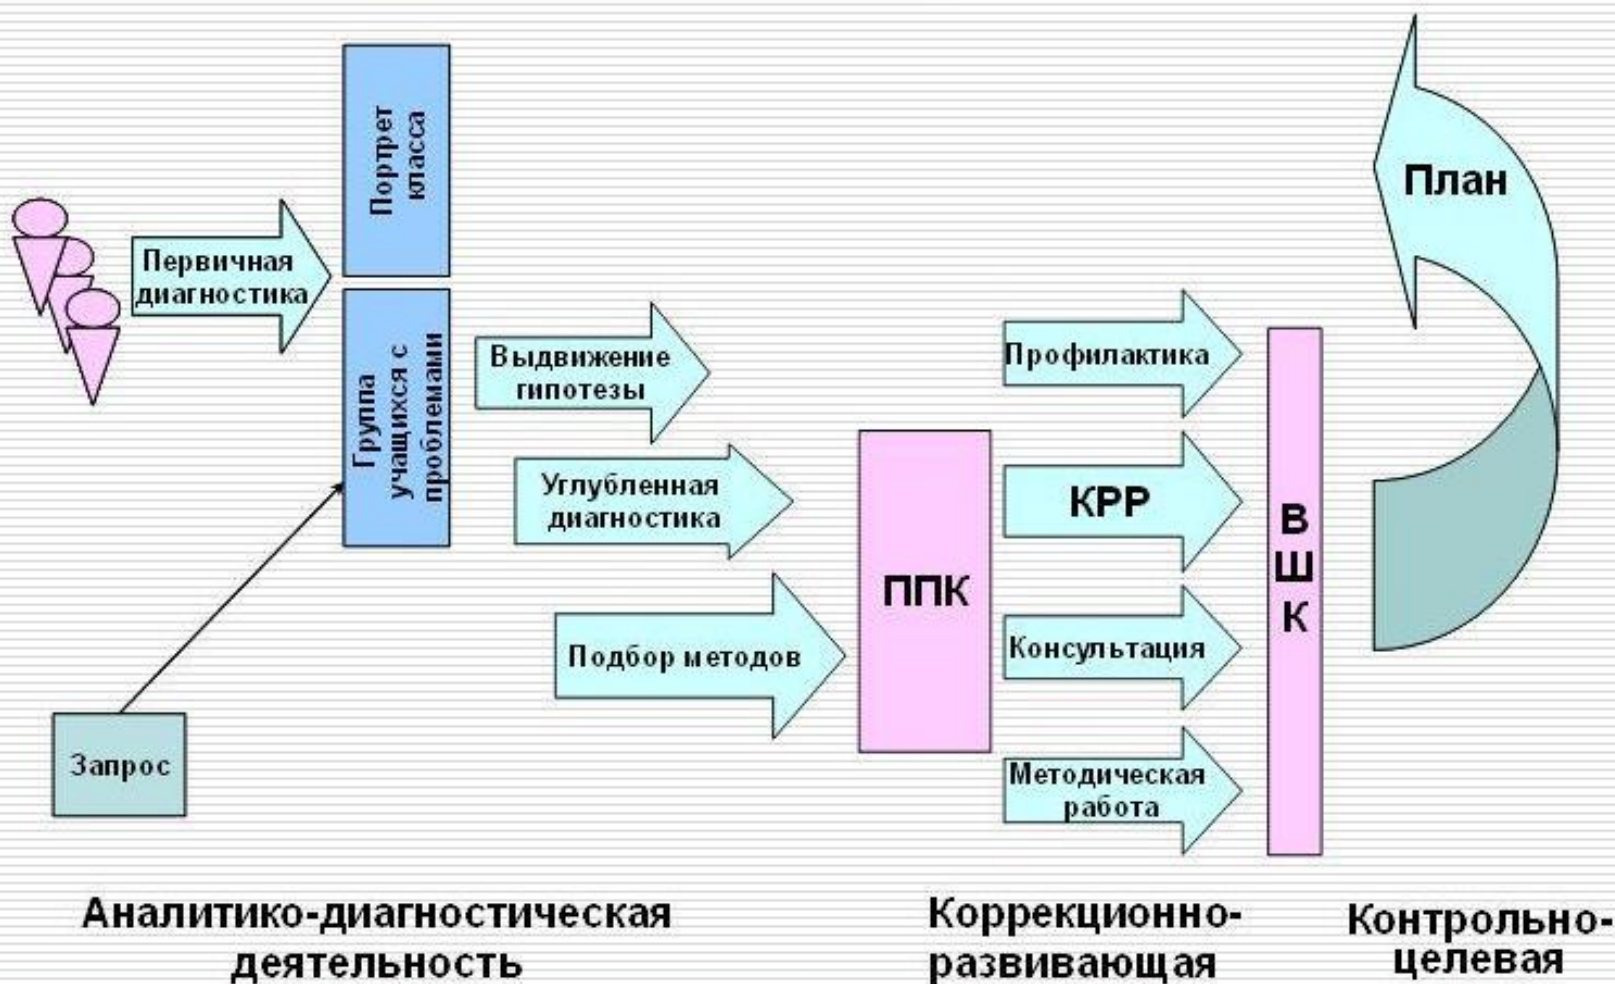 Портрет
класса
План
Первичная
диагностика
Группа
учащихся с
проблемами
Выдвижение
гипотезы
Профилактика
Углубленная
диагностика
КРР
В
Ш
К
ППК
Подбор методов
Консультация
Запрос
Методическая
работа
Аналитико-диагностическая
деятельность
Коррекционно-
развивающая
Контрольно-
целевая